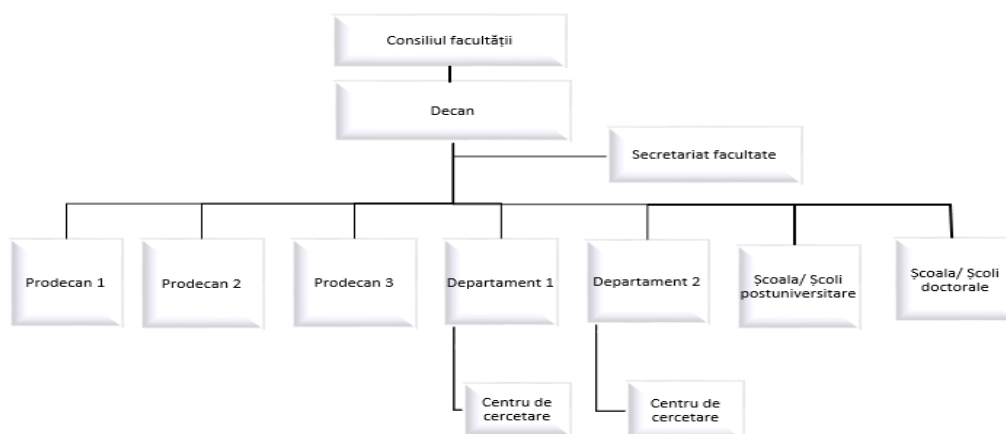 Consiliul facultății
Decan
Secretariat facultate
Prodecan 1
Prodecan 2
Prodecan 3
Departament 1
Departament 2
Școala/ Școli
postuniversitare
Școala/ Școli
doctorale
Centru de
cercetare
Centru de
cercetare